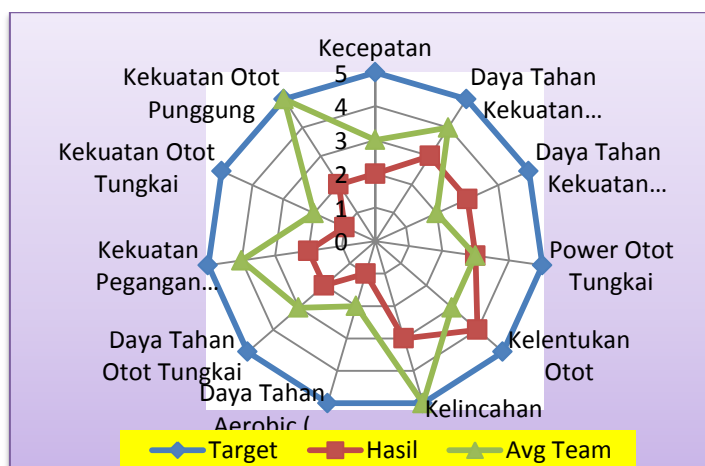 Kecepatan
Daya Tahan
Kekuatan...
Daya Tahan
Kekuatan...
Power Otot
Tungkai
Kelentukan
Otot
Kelincahan
Daya Tahan
Aerobic (
Daya Tahan
Otot Tungkai
Kekuatan
Pegangan...
Kekuatan Otot
Tungkai
Kekuatan Otot
Punggung
5
4
3
2
1
0
Target
Hasil
Avg Team